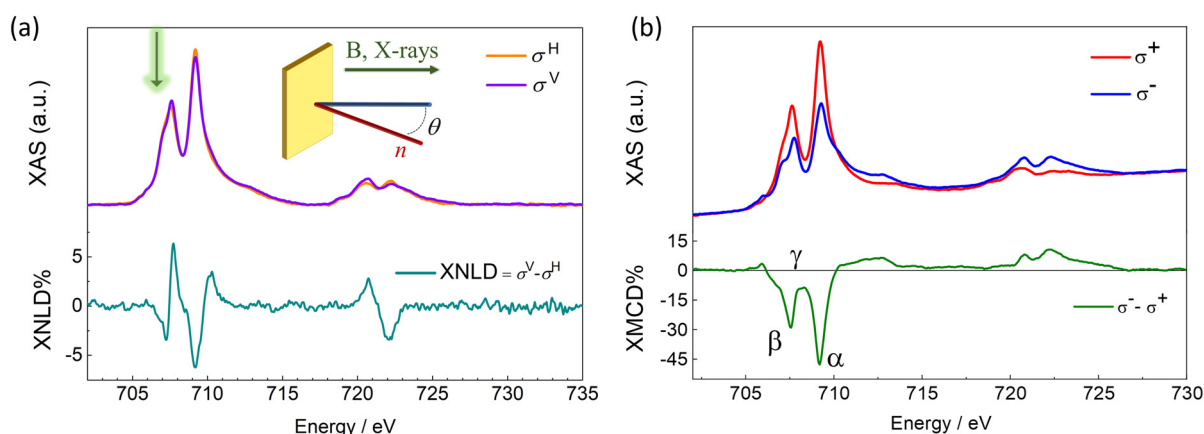 (a)
XAS (a.u.)
B, X-rays
θ
n
σH
σV
XNLD%
5
0
-5
XNLD = σV-σH
705 710 715 720 725 730 735
Energy / eV
(b)
XAS (a.u.)
σ+
σ-
XMCD%
15
0
-15
-30
-45
γ
β
α
σ- - σ+
705 710 715 720 725 730
Energy / eV